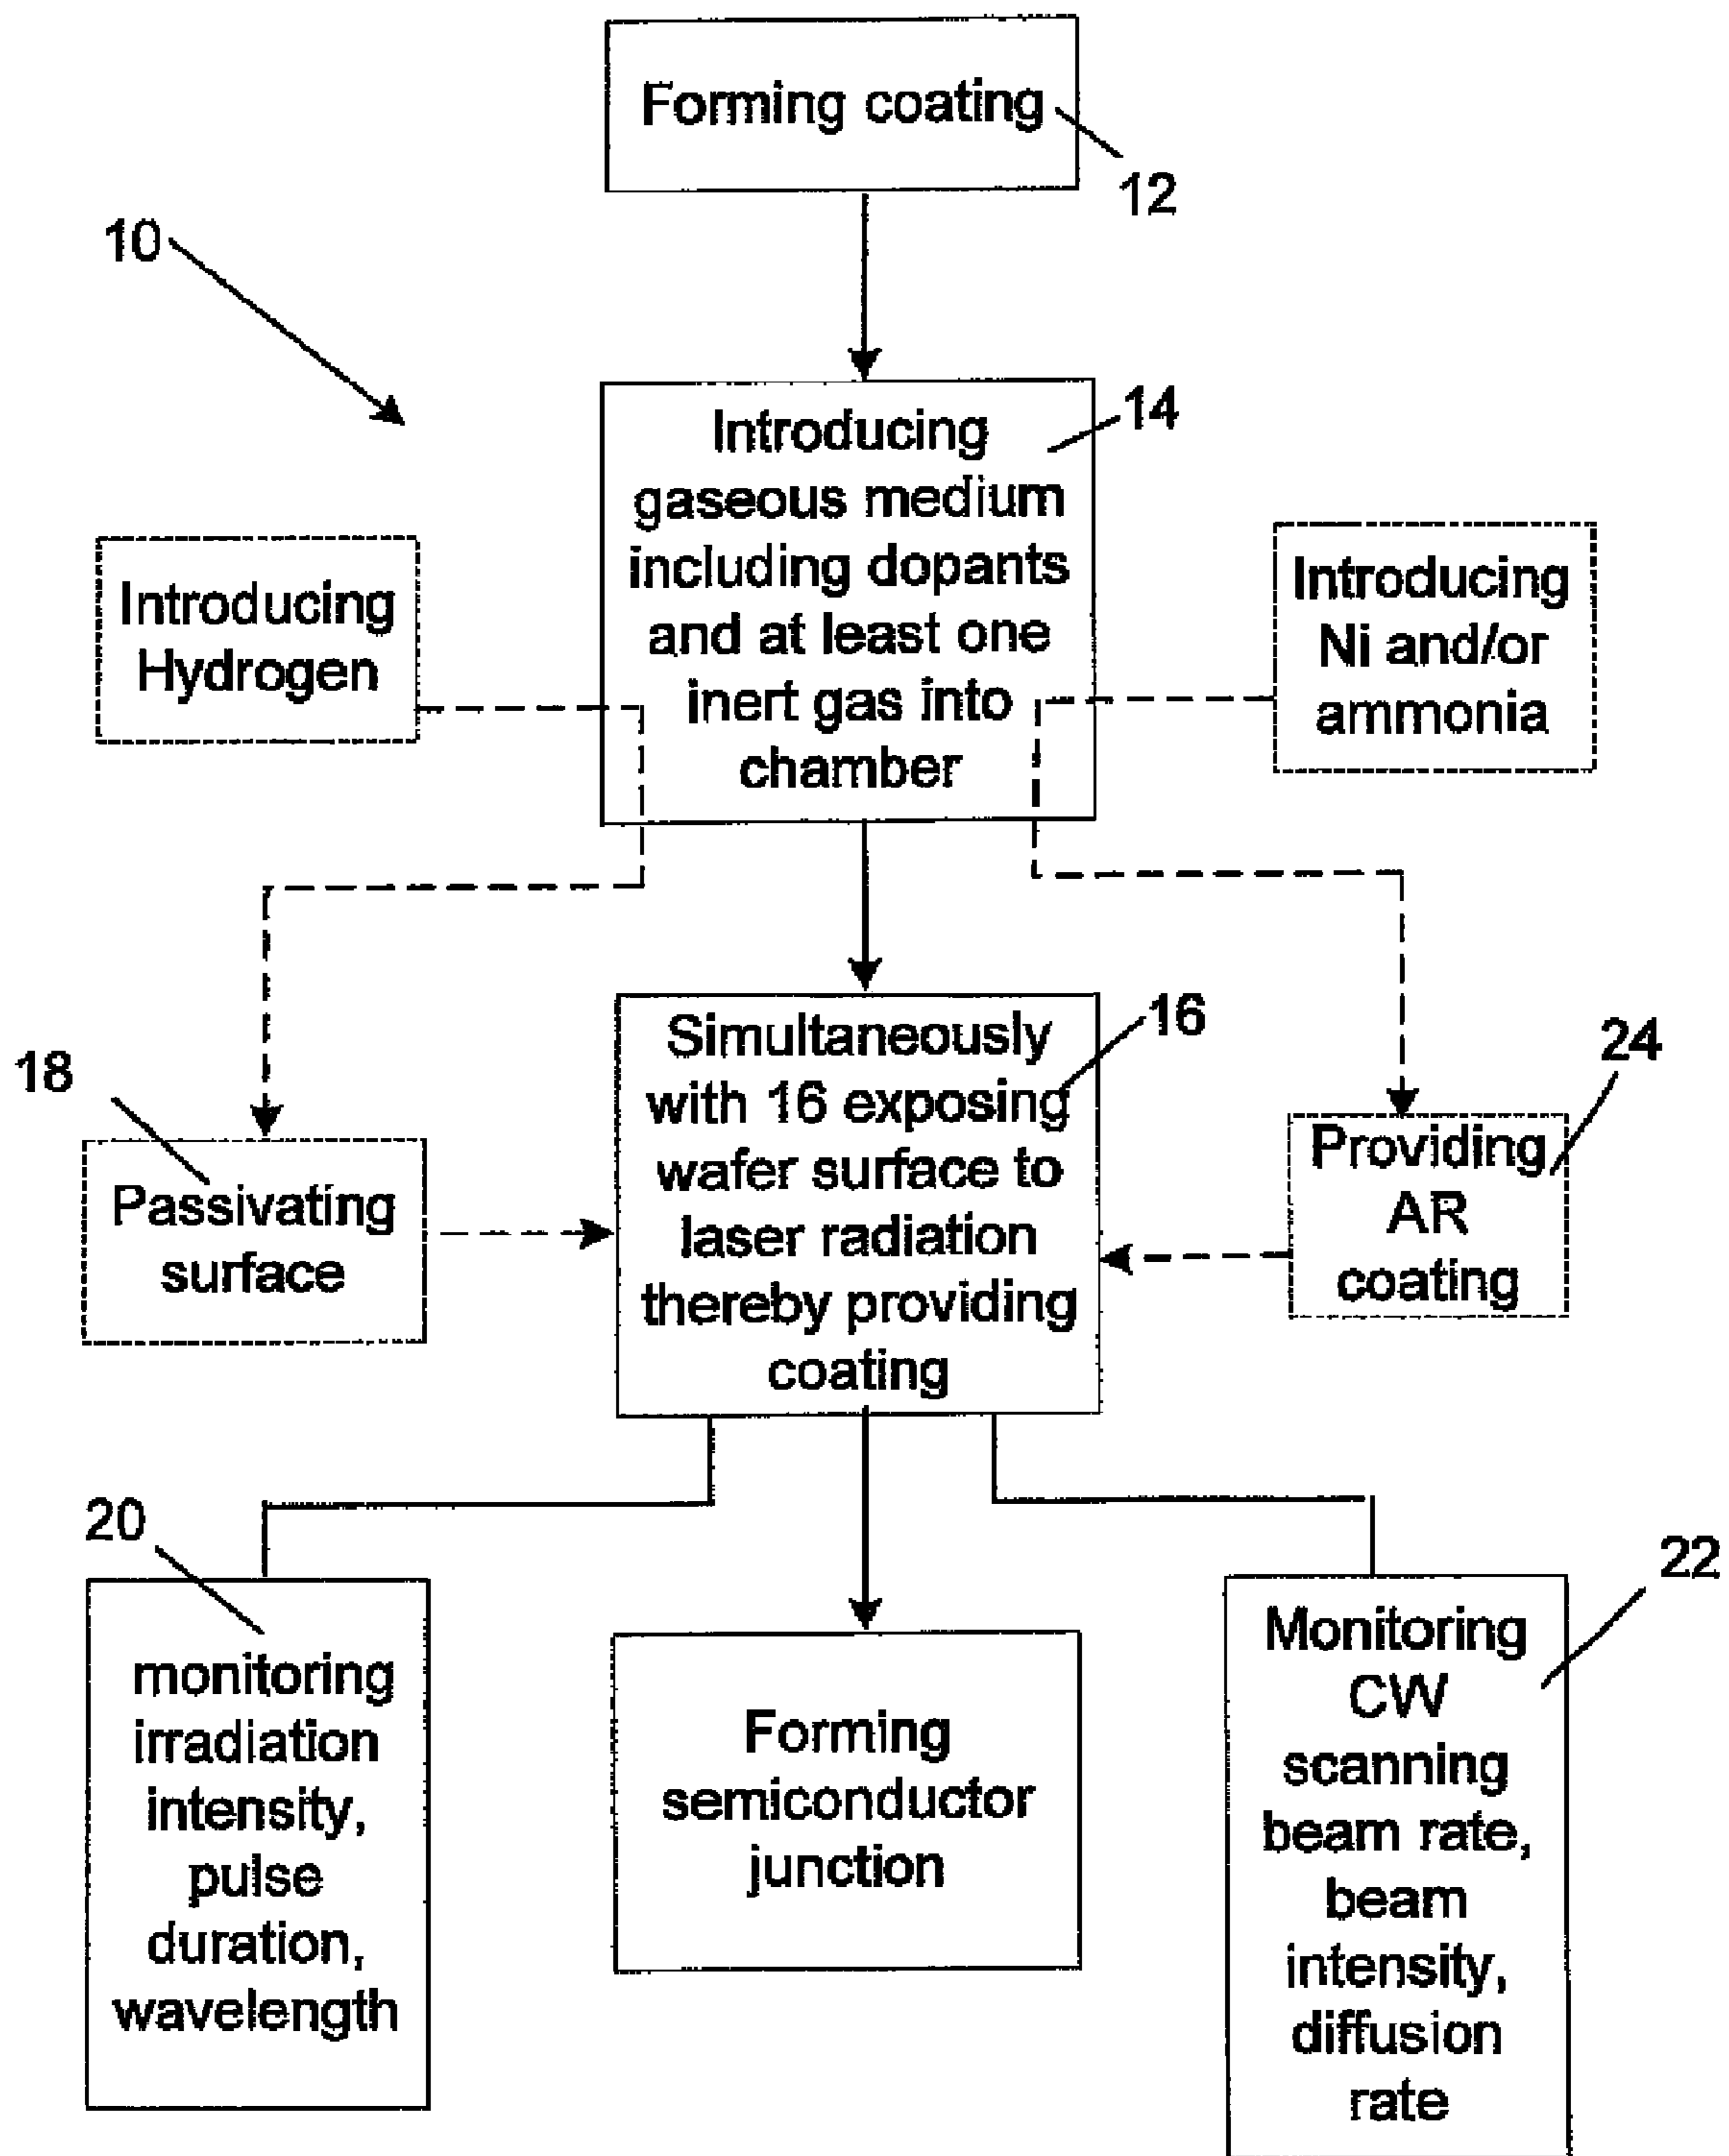 Forming coating
12
10
14
Introducing
gaseous medium
including dopants
and at least one
inert gas into
chamber
Introducing
Hydrogen
Introducing
Ni and/or
ammonia
Simultaneously
with 16 exposing
wafer surface to
laser radiation
thereby providing
coating
16
18
Passivating
surface
24
Providing
AR
coating
20
monitoring
irradiation
intensity,
pulse
duration,
wavelength
Forming
semiconductor
junction
22
Monitoring
CW
scanning
beam rate,
beam
intensity,
diffusion
rate